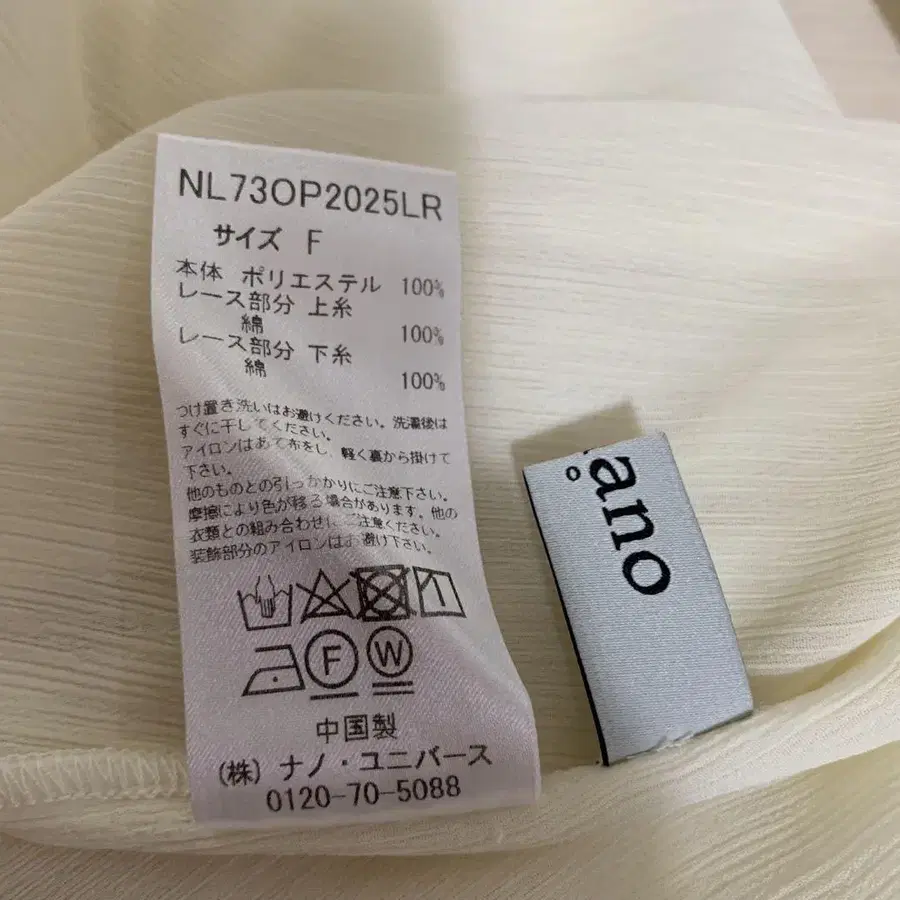 NL73OP2025LR
サイズ F
本体 ポリエステル 100%
レース部分 上糸
綿 100%
レース部分 下糸
綿 100%
つけ置き洗いはお避けください。洗濯後は
すぐに干してください。
アイロンはあて布をし、軽く裏から掛けて
下さい。
他のものとの引っかかりにご注意下さい。
摩擦により色が移る場合があります。他の
衣類との組み合わせにご注意ください。
装飾部分のアイロンはお避け下さい。
F W
中国製
(株) ナノ・ユニバース
0120-70-5088
ano